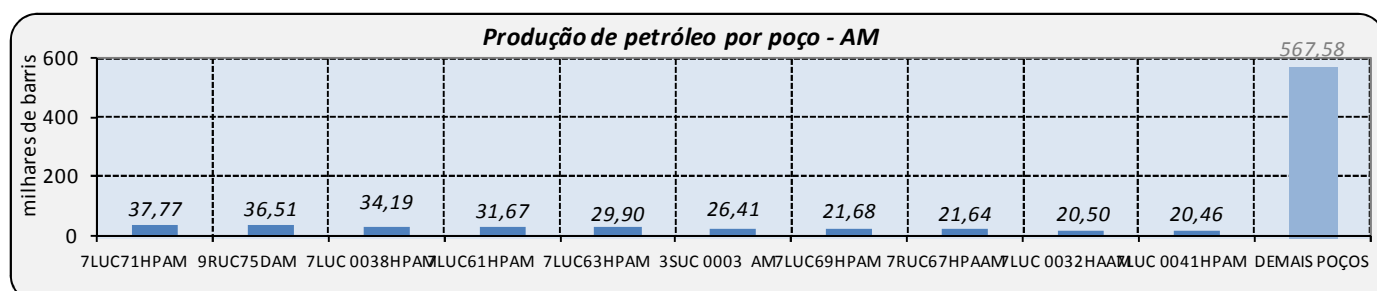 Produção de petróleo por poço - AM
567,58
600
400
200
0
milhares de barris
37,77 36,51 34,19 31,67 29,90 26,41 21,68 21,64 20,50 20,46
7LUC71HPAM 9RUC75DAM 7LUC 0038HPAM 7LUC61HPAM 7LUC63HPAM 3SUC 0003 AM 7LUC69HPAM 7RUC67HPAAM 7LUC 0032HAAM 7LUC 0041HPAM DEMAIS POÇOS